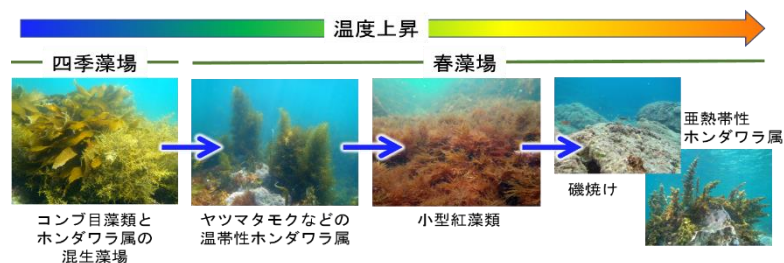 温度上昇
四季藻場
春藻場
コンブ目藻類と
ホンダワラ属の
混生藻場
ヤツマタモクなどの
温帯性ホンダワラ属
小型紅藻類
磯焼け
亜熱帯性
ホンダワラ属